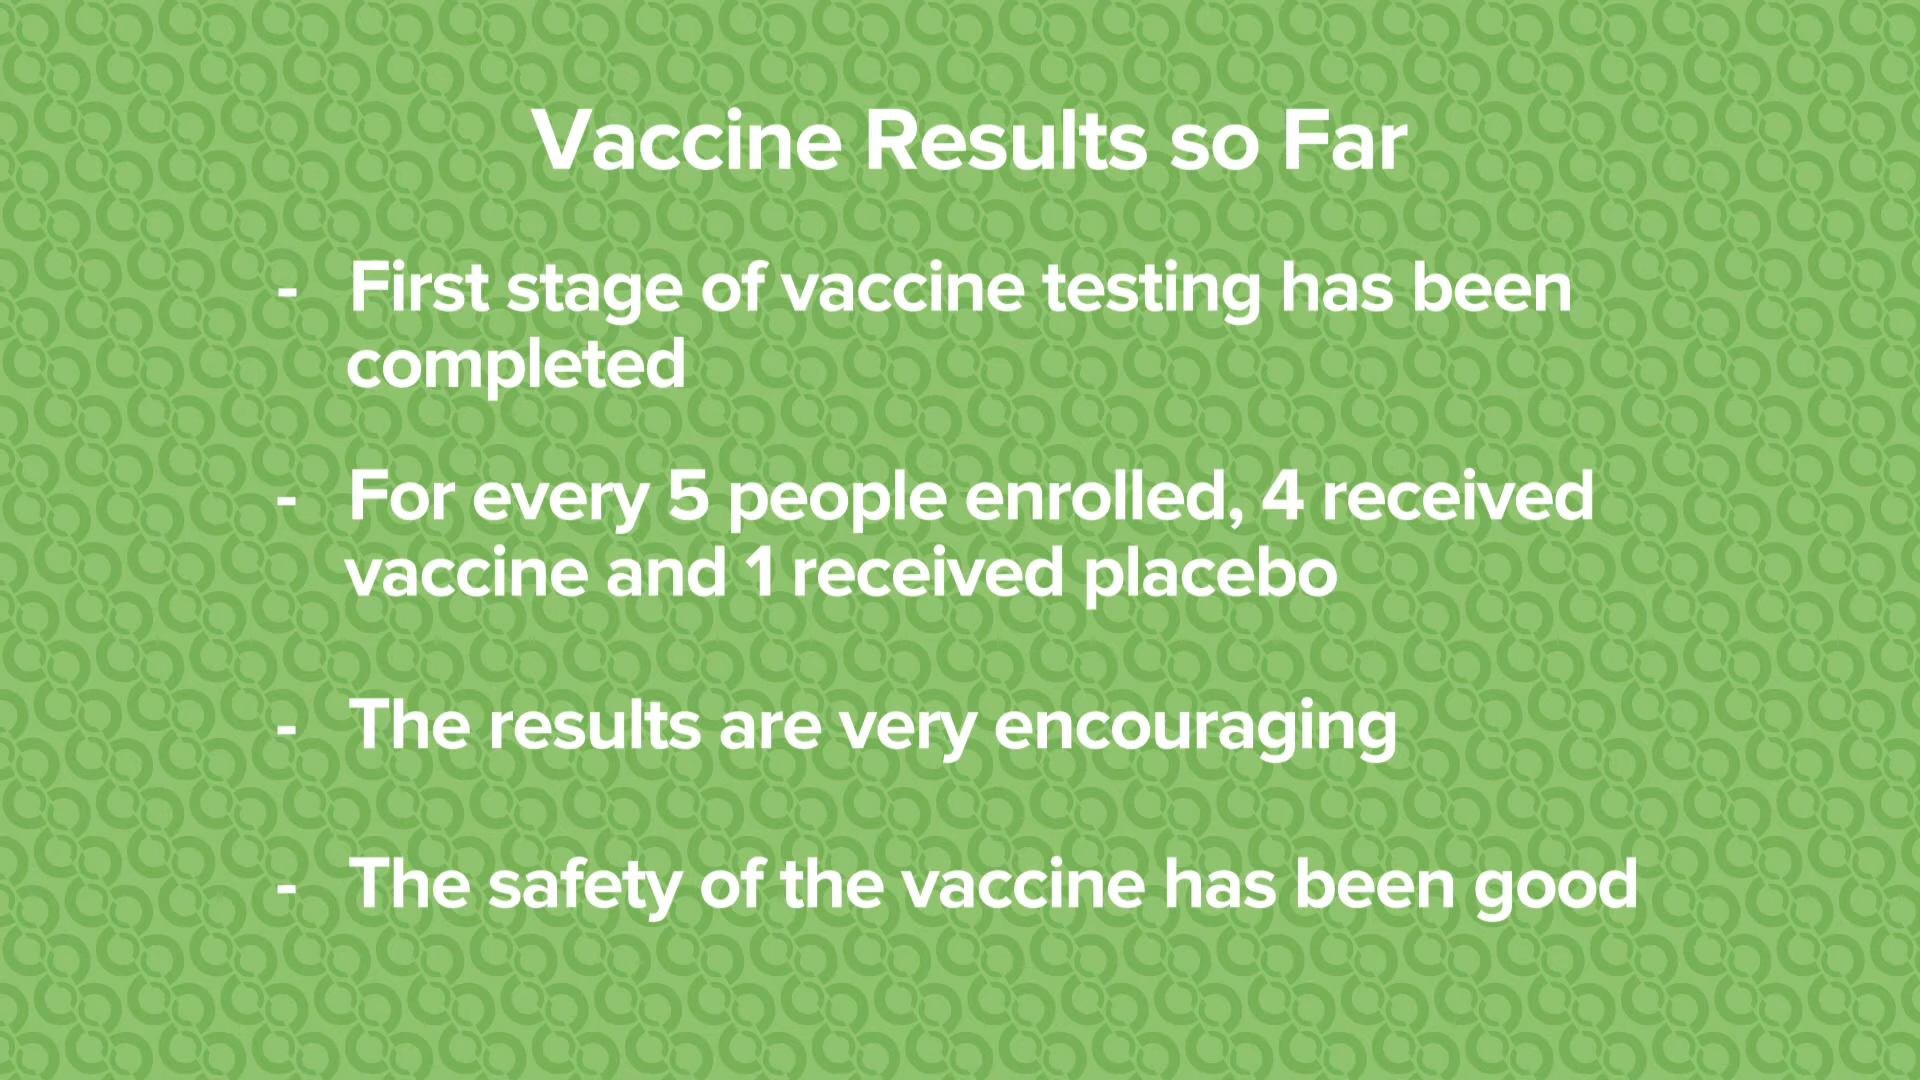 Vaccine Results so Far
- First stage of vaccine testing has been
completed
- For every 5 people enrolled, 4 received
vaccine and 1 received placebo
- The results are very encouraging
- The safety of the vaccine has been good